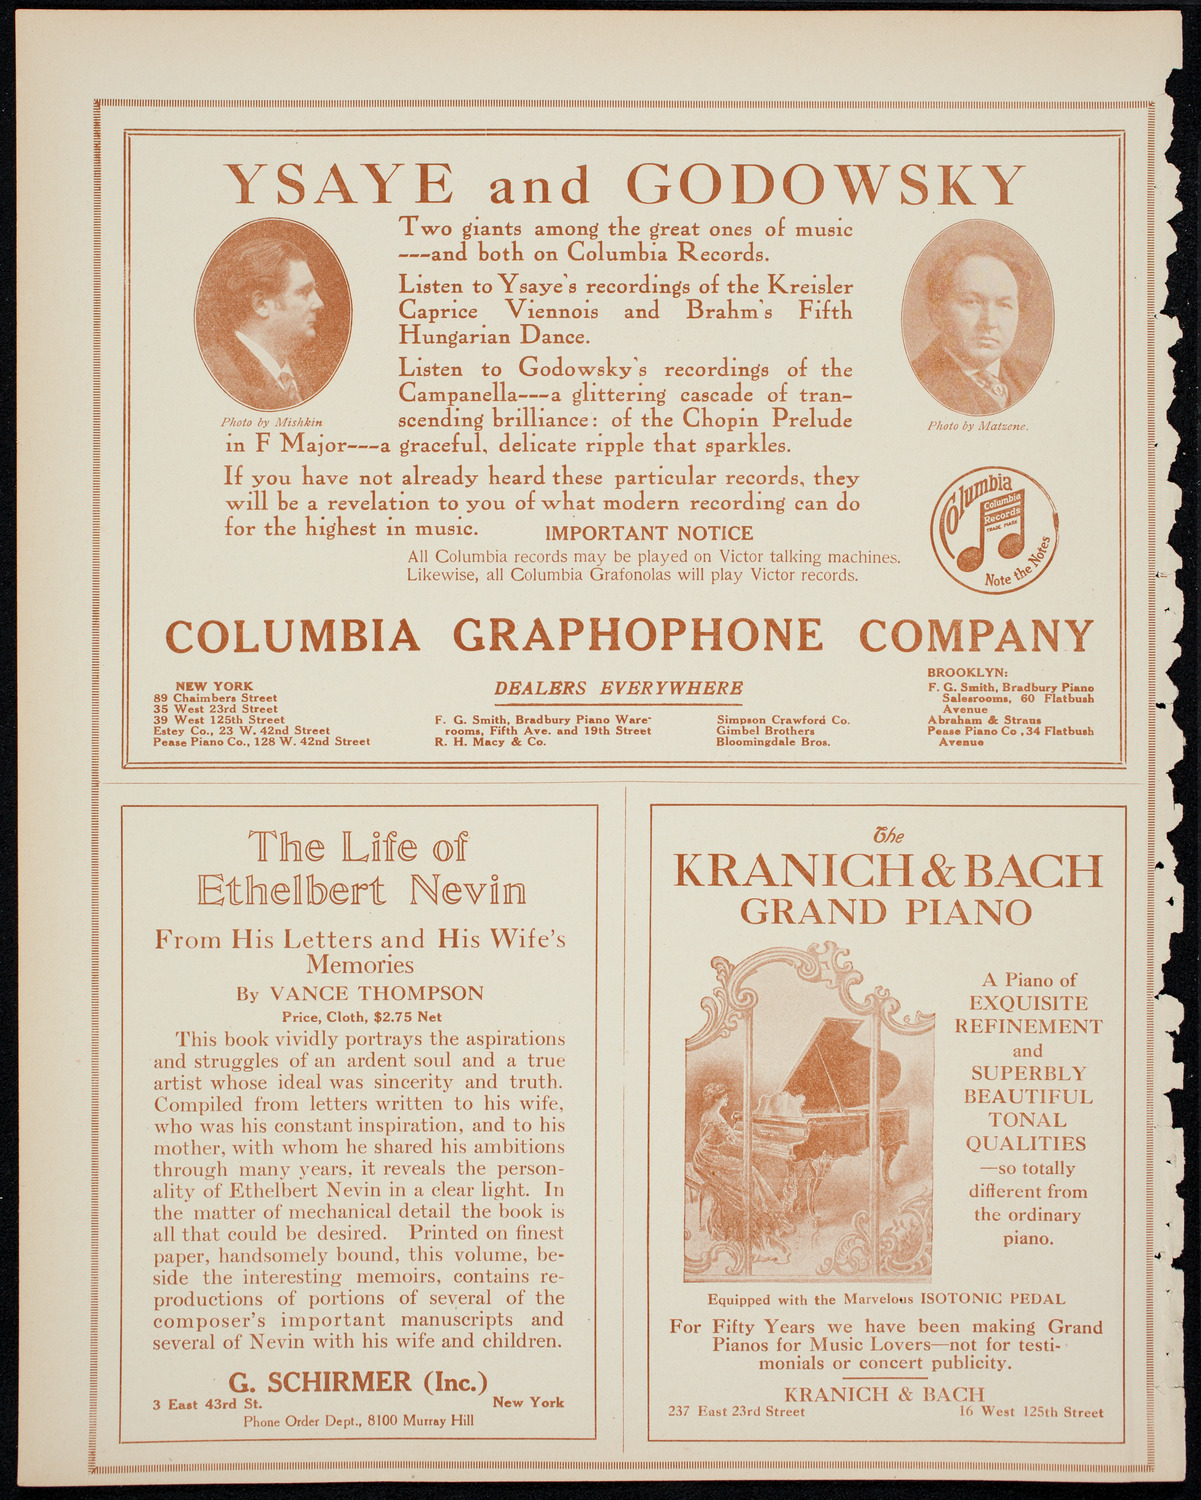 YSAYE and GODOWSKY
Two giants among the great ones of music
---and both on Columbia Records.
Listen to Ysaye's recordings of the Kreisler
Caprice Viennois and Brahm's Fifth
Hungarian Dance.
Listen to Godowsky's recordings of the
Campanella---a glittering cascade of tran-
scending brilliance: of the Chopin Prelude
in F Major---a graceful, delicate ripple that sparkles.
Photo by Mishkin
Photo by Matzene.
If you have not already heard these particular records, they
will be a revelation to you of what modern recording can do
for the highest in music.
IMPORTANT NOTICE
All Columbia records may be played on Victor talking machines.
Likewise, all Columbia Grafonolas will play Victor records.
Columbia
Columbia
Records
TRADE MARK
Note the Notes
COLUMBIA GRAPHOPHONE COMPANY
NEW YORK
89 Chaimbers Street
35 West 23rd Street
39 West 125th Street
Estey Co., 23 W. 42nd Street
Pease Piano Co., 128 W. 42nd Street
DEALERS EVERYWHERE
F. G. Smith, Bradbury Piano Ware-
rooms, Fifth Ave. and 19th Street
R. H. Macy & Co.
Simpson Crawford Co.
Gimbel Brothers
Bloomingdale Bros.
BROOKLYN:
F. G. Smith, Bradbury Piano
Salesrooms, 60 Flatbush
Avenue
Abraham & Straus
Pease Piano Co , 34 Flatbush
Avenue
The Life of
Ethelbert Nevin
From His Letters and His Wife's
Memories
By VANCE THOMPSON
Price, Cloth, $2.75 Net
This book vividly portrays the aspirations
and struggles of an ardent soul and a true
artist whose ideal was sincerity and truth.
Compiled from letters written to his wife,
who was his constant inspiration, and to his
mother, with whom he shared his ambitions
through many years, it reveals the person-
ality of Ethelbert Nevin in a clear light. In
the matter of mechanical detail the book is
all that could be desired. Printed on finest
paper, handsomely bound, this volume, be-
side the interesting memoirs, contains re-
productions of portions of several of the
composer's important manuscripts and
several of Nevin with his wife and children.
G. SCHIRMER (Inc.)
3 East 43rd St. New York
Phone Order Dept., 8100 Murray Hill
The
KRANICH & BACH
GRAND PIANO
A Piano of
EXQUISITE
REFINEMENT
and
SUPERBLY
BEAUTIFUL
TONAL
QUALITIES
—so totally
different from
the ordinary
piano.
Equipped with the Marvelous ISOTONIC PEDAL
For Fifty Years we have been making Grand
Pianos for Music Lovers—not for testi-
monials or concert publicity.
KRANICH & BACH
237 East 23rd Street 16 West 125th Street